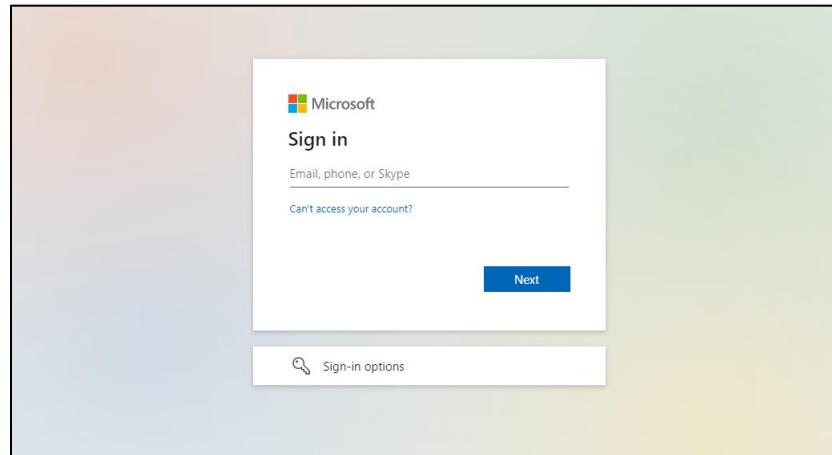 Microsoft
Sign in
Email, phone, or Skype
Can't access your account?
Next
Sign-in options